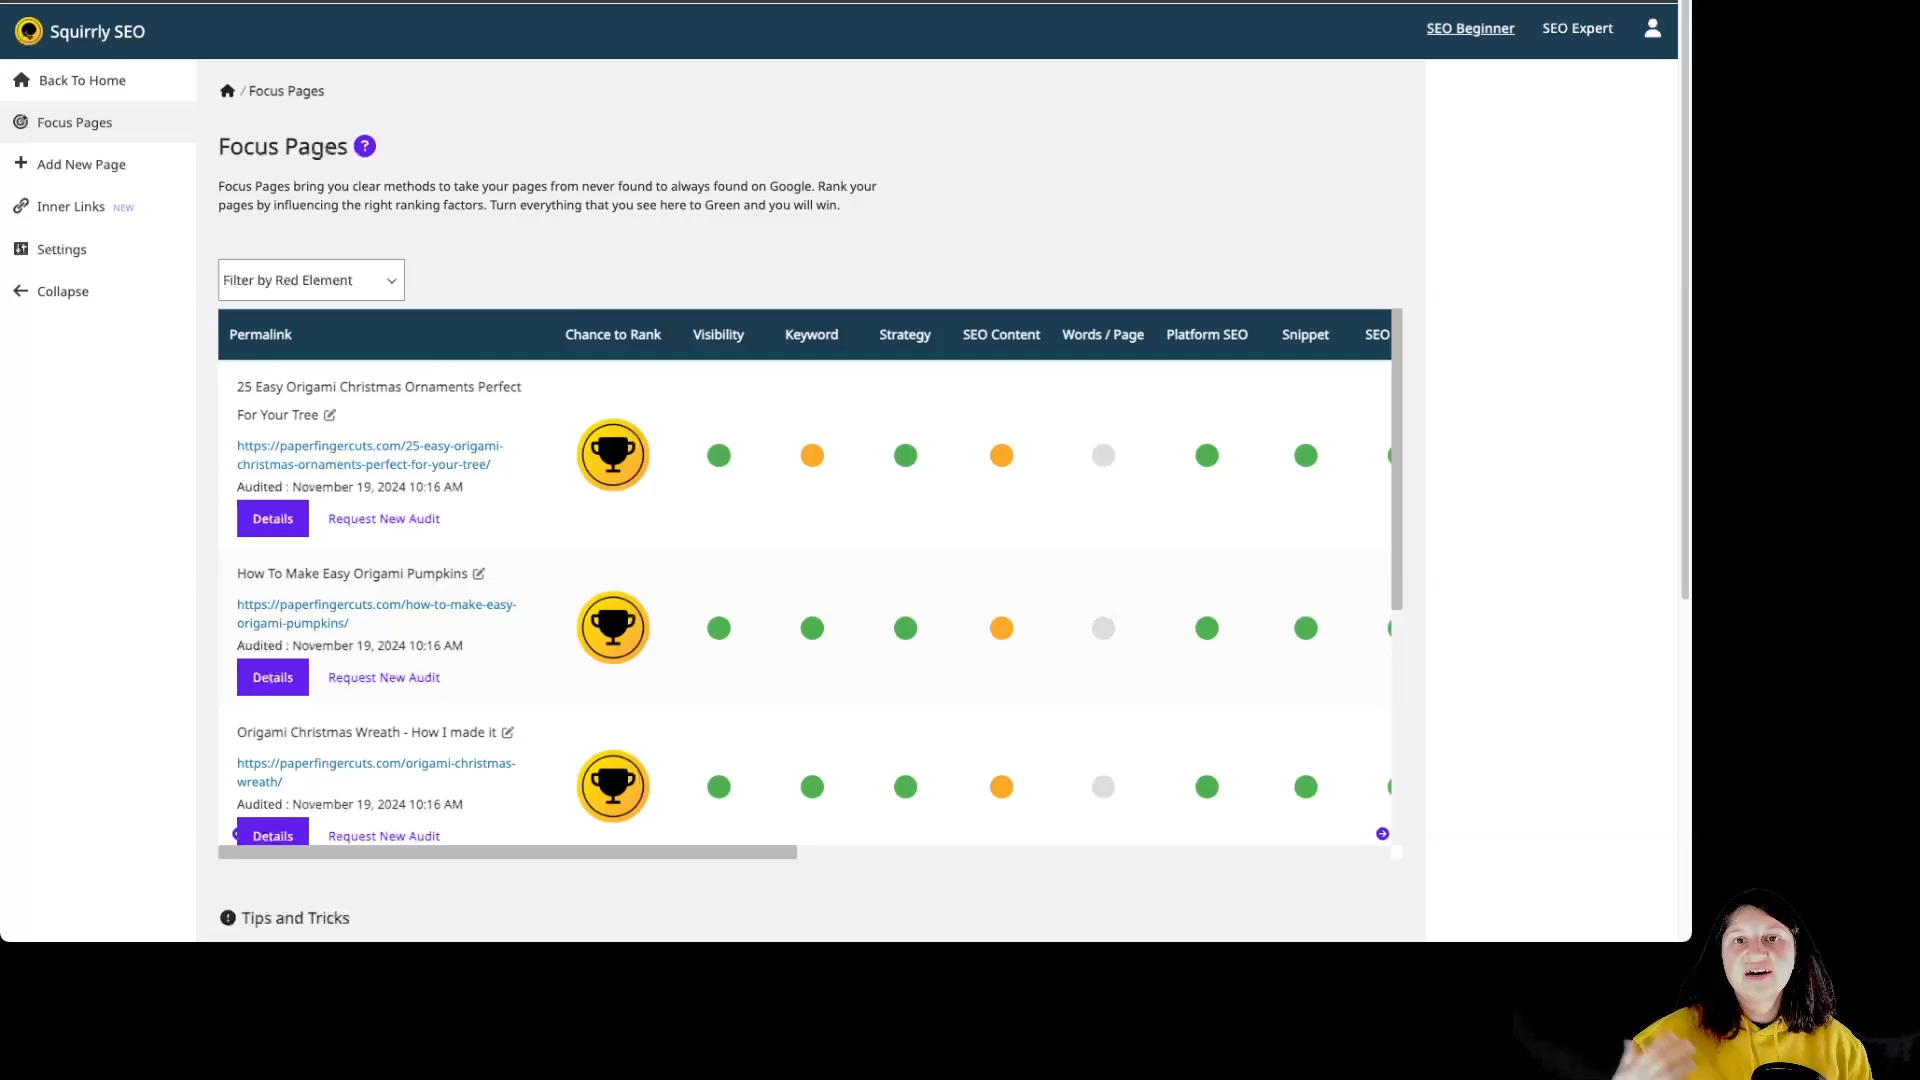 Squirrly SEO
SEO Beginner
SEO Expert
Back To Home
Focus Pages
Add New Page
Inner Links NEW
Settings
Collapse
/ Focus Pages
Focus Pages ?
Focus Pages bring you clear methods to take your pages from never found to always found on Google. Rank your
pages by influencing the right ranking factors. Turn everything that you see here to Green and you will win.
Filter by Red Element
Permalink Chance to Rank Visibility Keyword Strategy SEO Content Words / Page Platform SEO Snippet SEO
25 Easy Origami Christmas Ornaments Perfect
For Your Tree
https://paperfingercuts.com/25-easy-origami-
christmas-ornaments-perfect-for-your-tree/
Audited : November 19, 2024 10:16 AM
Details Request New Audit
How To Make Easy Origami Pumpkins
https://paperfingercuts.com/how-to-make-easy-
origami-pumpkins/
Audited : November 19, 2024 10:16 AM
Details Request New Audit
Origami Christmas Wreath - How I made it
https://paperfingercuts.com/origami-christmas-
wreath/
Audited : November 19, 2024 10:16 AM
Details Request New Audit
Tips and Tricks